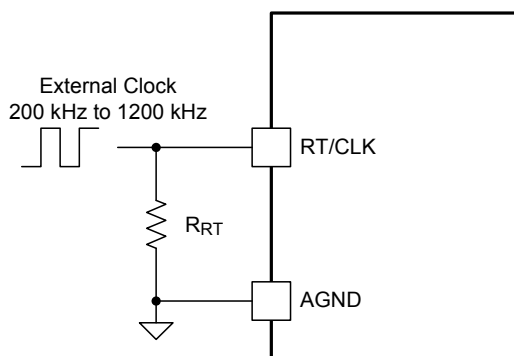 External Clock
200 kHz to 1200 kHz
RT/CLK
RRT
AGND